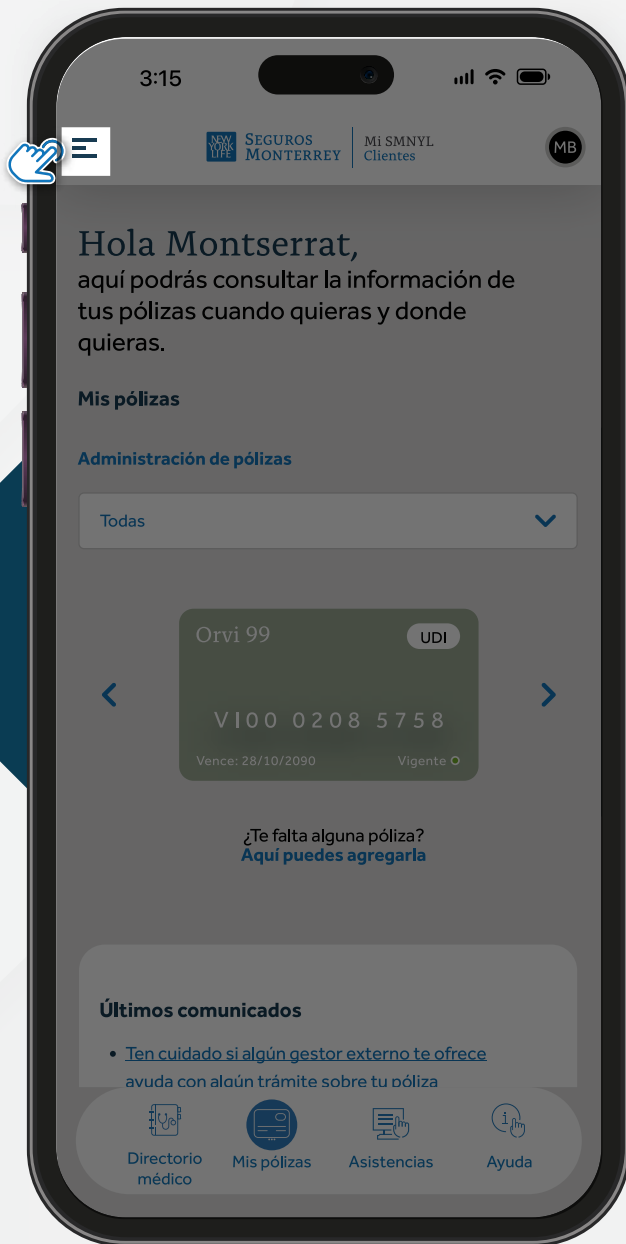 3:15
NEW YORK LIFE
SEGUROS MONTERREY
Mi SMNYL Clientes
MB
Hola Montserrat,
aquí podrás consultar la información de
tus pólizas cuando quieras y donde
quieras.
Mis pólizas
Administración de pólizas
Todas
Orvi 99
UDI
VI00 0208 5758
Vence: 28/10/2090
Vigente
¿Te falta alguna póliza?
Aquí puedes agregarla
Últimos comunicados
• Ten cuidado si algún gestor externo te ofrece
ayuda con algún trámite sobre tu póliza
Directorio médico
Mis pólizas
Asistencias
Ayuda